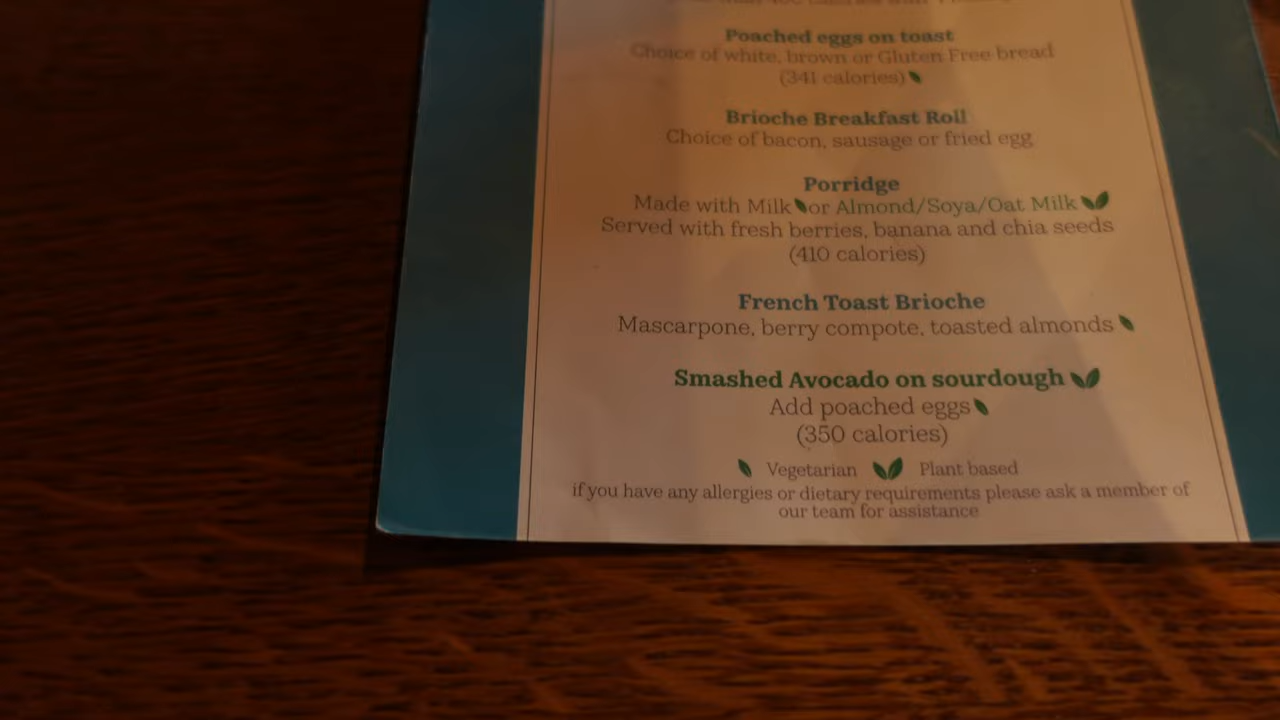 Poached eggs on toast
Choice of white, brown or Gluten Free bread
(341 calories)
Brioche Breakfast Roll
Choice of bacon, sausage or fried egg
Porridge
Made with Milk or Almond/Soya/Oat Milk
Served with fresh berries, banana and chia seeds
(410 calories)
French Toast Brioche
Mascarpone, berry compote, toasted almonds
Smashed Avocado on sourdough
Add poached eggs
(350 calories)
Vegetarian Plant based
if you have any allergies or dietary requirements please ask a member of
our team for assistance